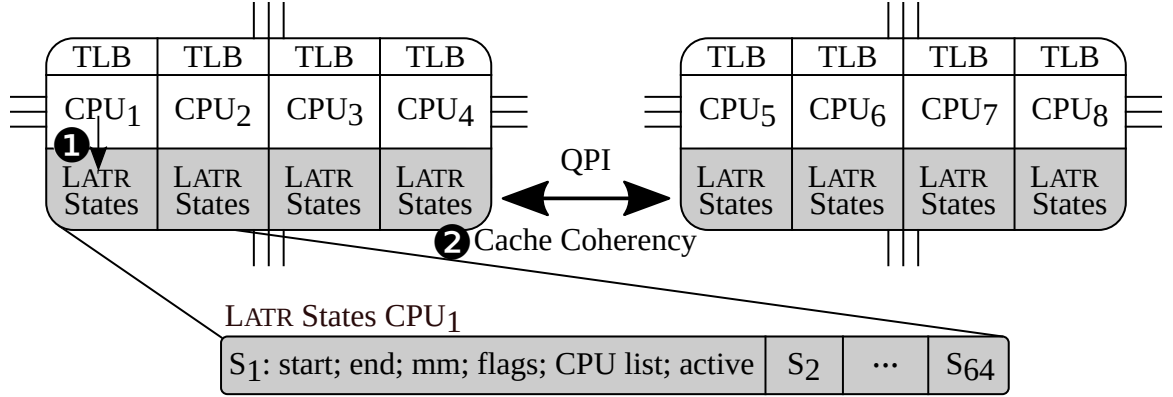 TLB TLB TLB TLB TLB TLB TLB TLB
CPU1 CPU2 CPU3 CPU4 CPU5 CPU6 CPU7 CPU8
1
QPI
LATR LATR LATR LATR LATR LATR LATR LATR
States States States States States States States States
2 Cache Coherency
LATR States CPU1
S1: start; end; mm; flags; CPU list; active S2 ... S64